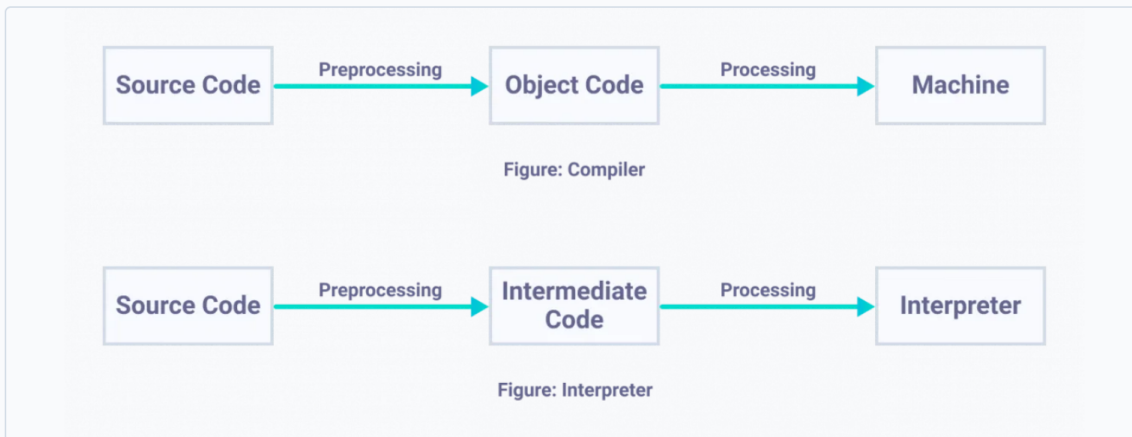 Source Code
Preprocessing
Object Code
Processing
Machine
Figure: Compiler
Source Code
Preprocessing
Intermediate
Code
Processing
Interpreter
Figure: Interpreter